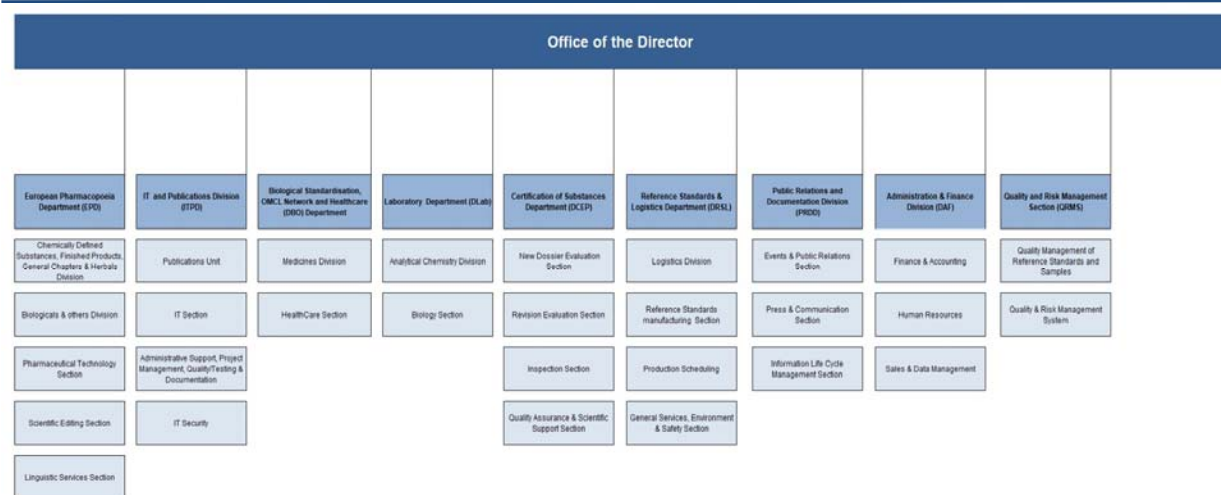 Office of the Director
European Pharmacopoeia
Department (EPD)
IT and Publications Division
(ITPD)
Biological Standardisation,
OMCL Network and Healthcare
(DBO) Department
Laboratory Department (DLab)
Certification of Substances
Department (DCEP)
Reference Standards &
Logistics Department (DRSL)
Public Relations and
Documentation Division
(PRDD)
Administration & Finance
Division (DAF)
Quality and Risk Management
Section (QRMS)
Chemically Defined
Substances, Finished Products,
General Chapters & Herbals
Division
Publications Unit
Medicines Division
Analytical Chemistry Division
New Dossier Evaluation
Section
Logistics Division
Events & Public Relations
Section
Finance & Accounting
Quality Management of
Reference Standards and
Samples
Biologicals & others Division
IT Section
HealthCare Section
Biology Section
Revision Evaluation Section
Reference Standards
manufacturing Section
Press & Communication
Section
Human Resources
Quality & Risk Management
System
Pharmaceutical Technology
Section
Administrative Support, Project
Management, Quality/Testing &
Documentation
Inspection Section
Production Scheduling
Information Life Cycle
Management Section
Sales & Data Management
Scientific Editing Section
IT Security
Quality Assurance & Scientific
Support Section
General Services, Environment
& Safety Section
Linguistic Services Section